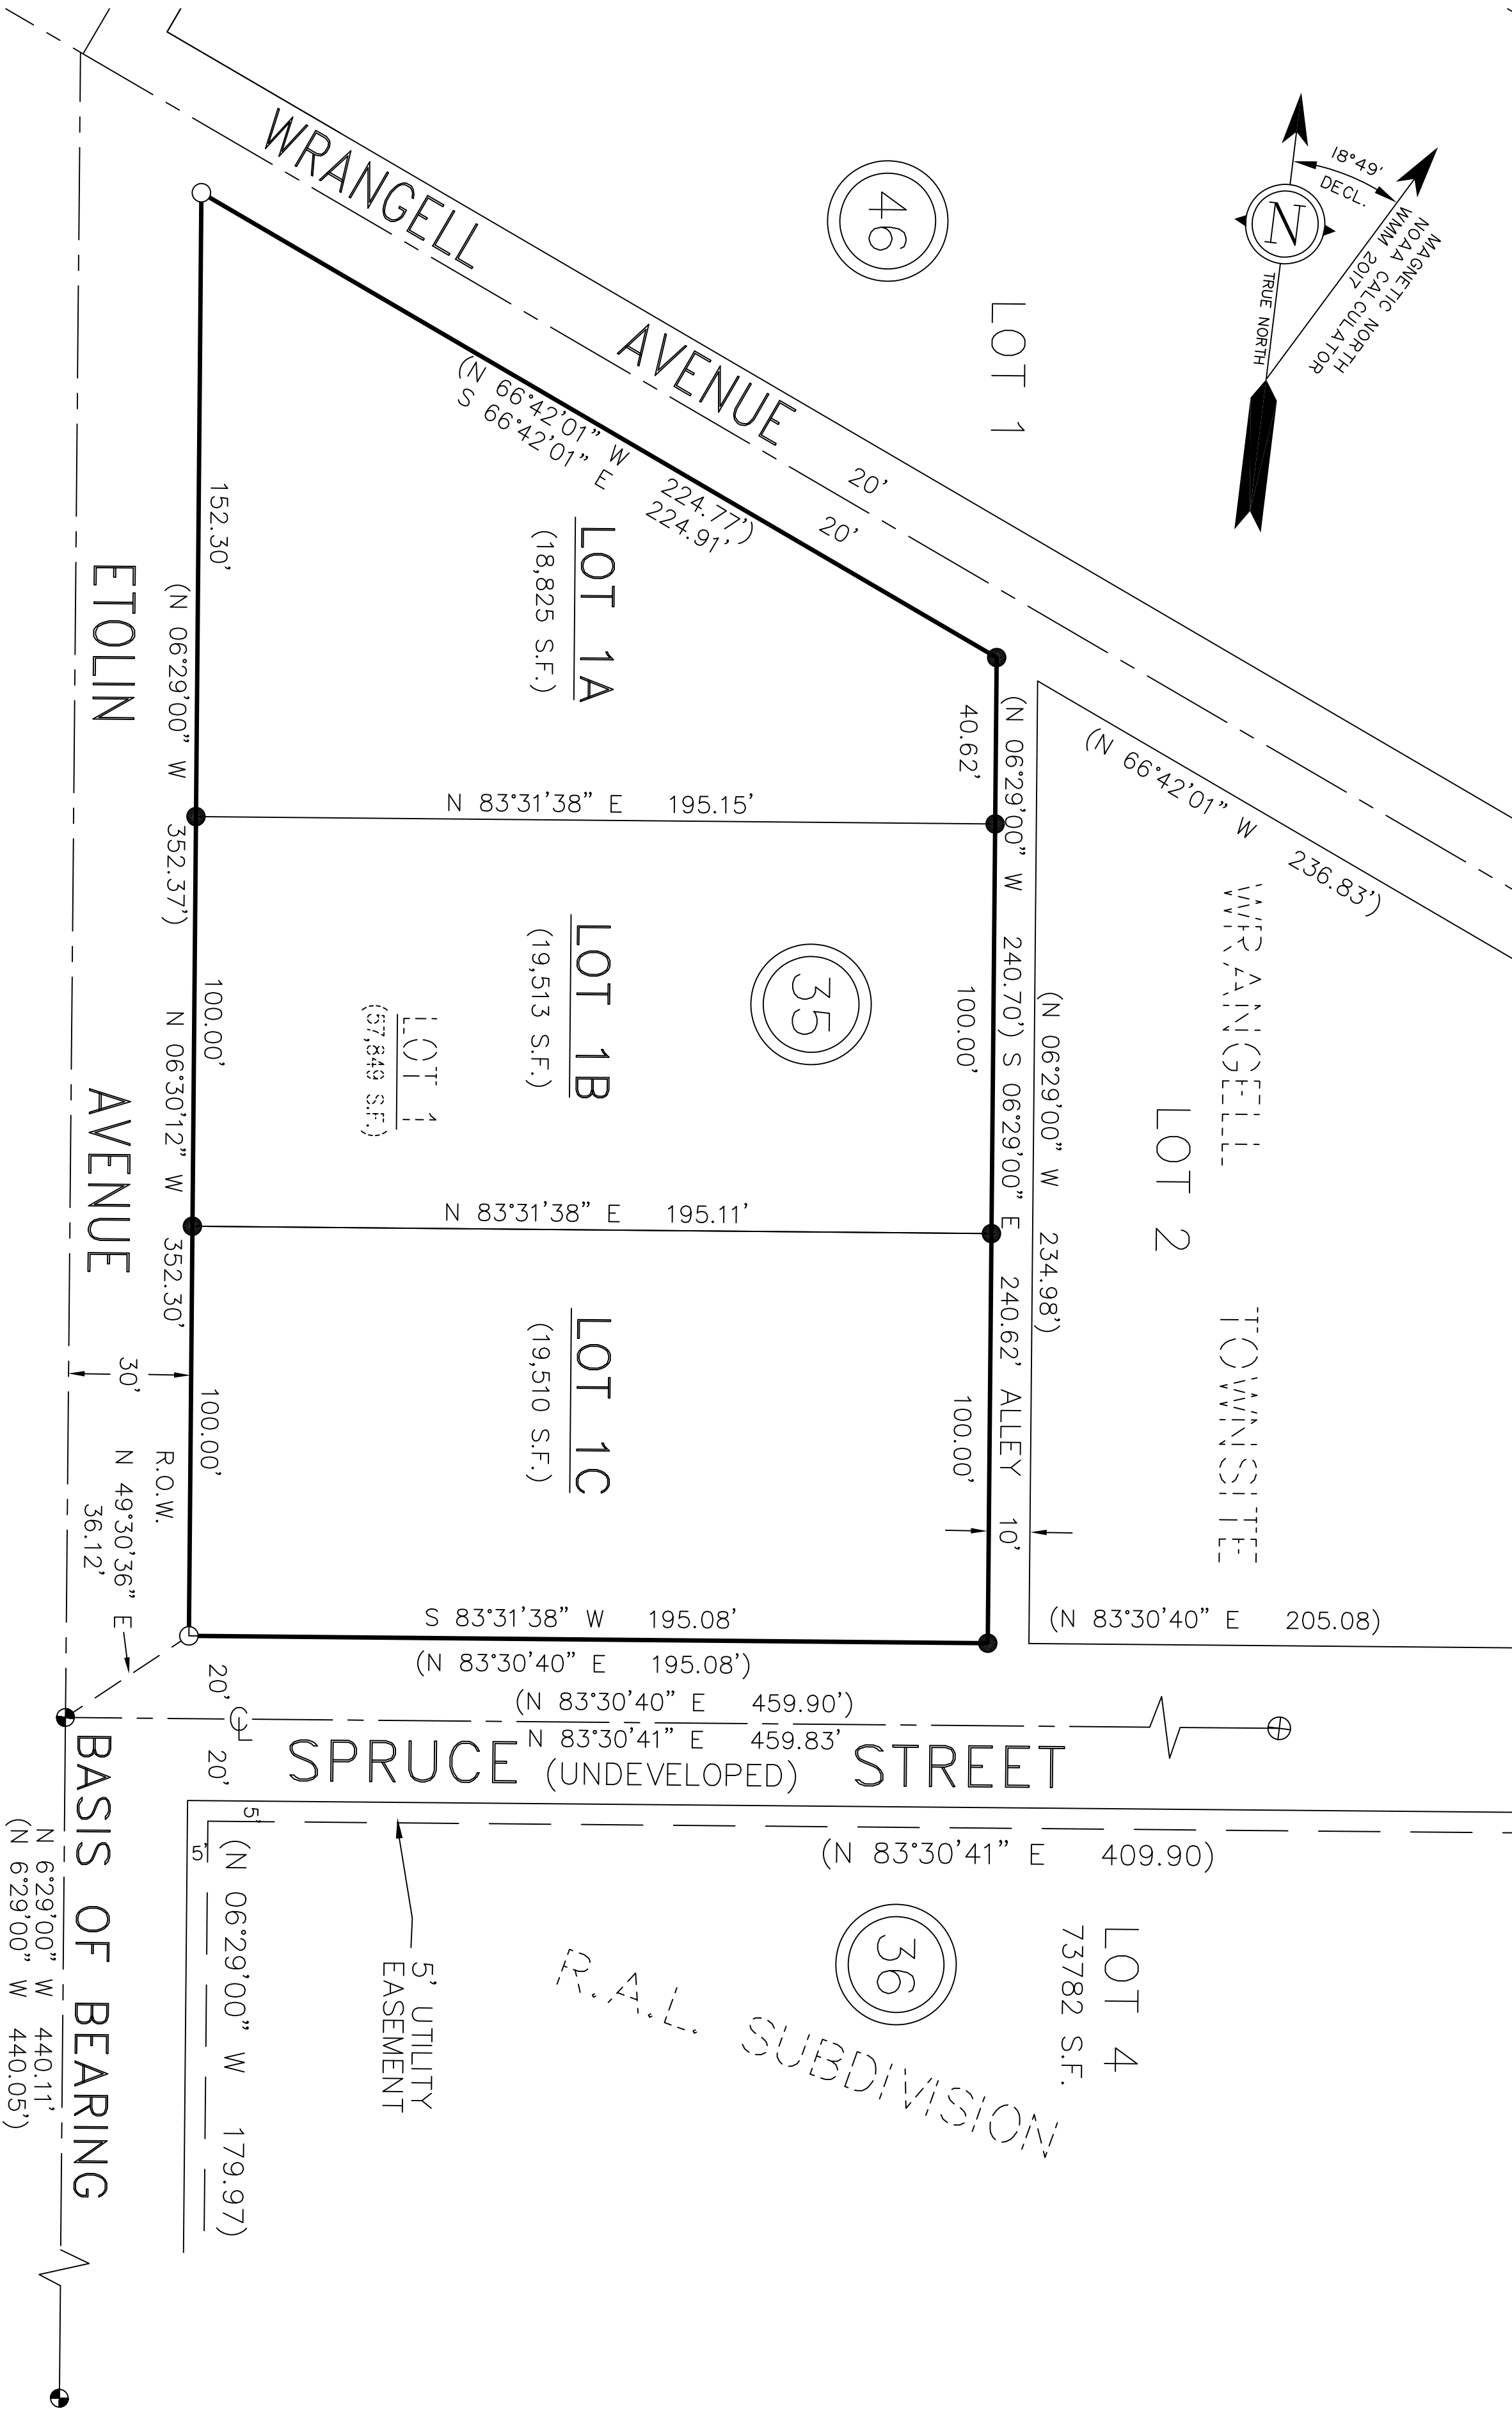 18°49'
DECL.
MAGNETIC NORTH
NOAA CALCULATOR
WMM 2017
N
TRUE NORTH
WRANGELL AVENUE
46
LOT 1
20'
20'
(N 66°42'01" W 224.77')
S 66°42'01" E 224.91'
LOT 1A
(18,825 S.F.)
152.30'
(N 06°29'00" W 352.37')
N 06°30'12" W 352.30'
ETOLIN AVENUE
40.62'
(N 06°29'00" W 240.70')
S 06°29'00" E 240.62'
ALLEY 10'
(N 66°42'01" W 236.83')
WRANGELL TOWNSITE
LOT 2
(N 06°29'00" W 234.98')
N 83°31'38" E 195.15'
35
LOT 1B
(19,513 S.F.)
100.00'
100.00'
LOT 1
(57,849 S.F.)
N 83°31'38" E 195.11'
LOT 1C
(19,510 S.F.)
100.00'
100.00'
30'
R.O.W.
N 49°30'36" E
36.12'
S 83°31'38" W 195.08'
(N 83°30'40" E 195.08')
(N 83°30'40" E 205.08)
20'
CL
20'
(N 83°30'40" E 459.90')
N 83°30'41" E 459.83'
SPRUCE (UNDEVELOPED) STREET
5'
5'
(N 83°30'41" E 409.90)
(N 06°29'00" W 179.97)
5' UTILITY
EASEMENT
36
LOT 4
73782 S.F.
R.A.L. SUBDIVISION
BASIS OF BEARING
N 6°29'00" W 440.11'
(N 6°29'00" W 440.05')